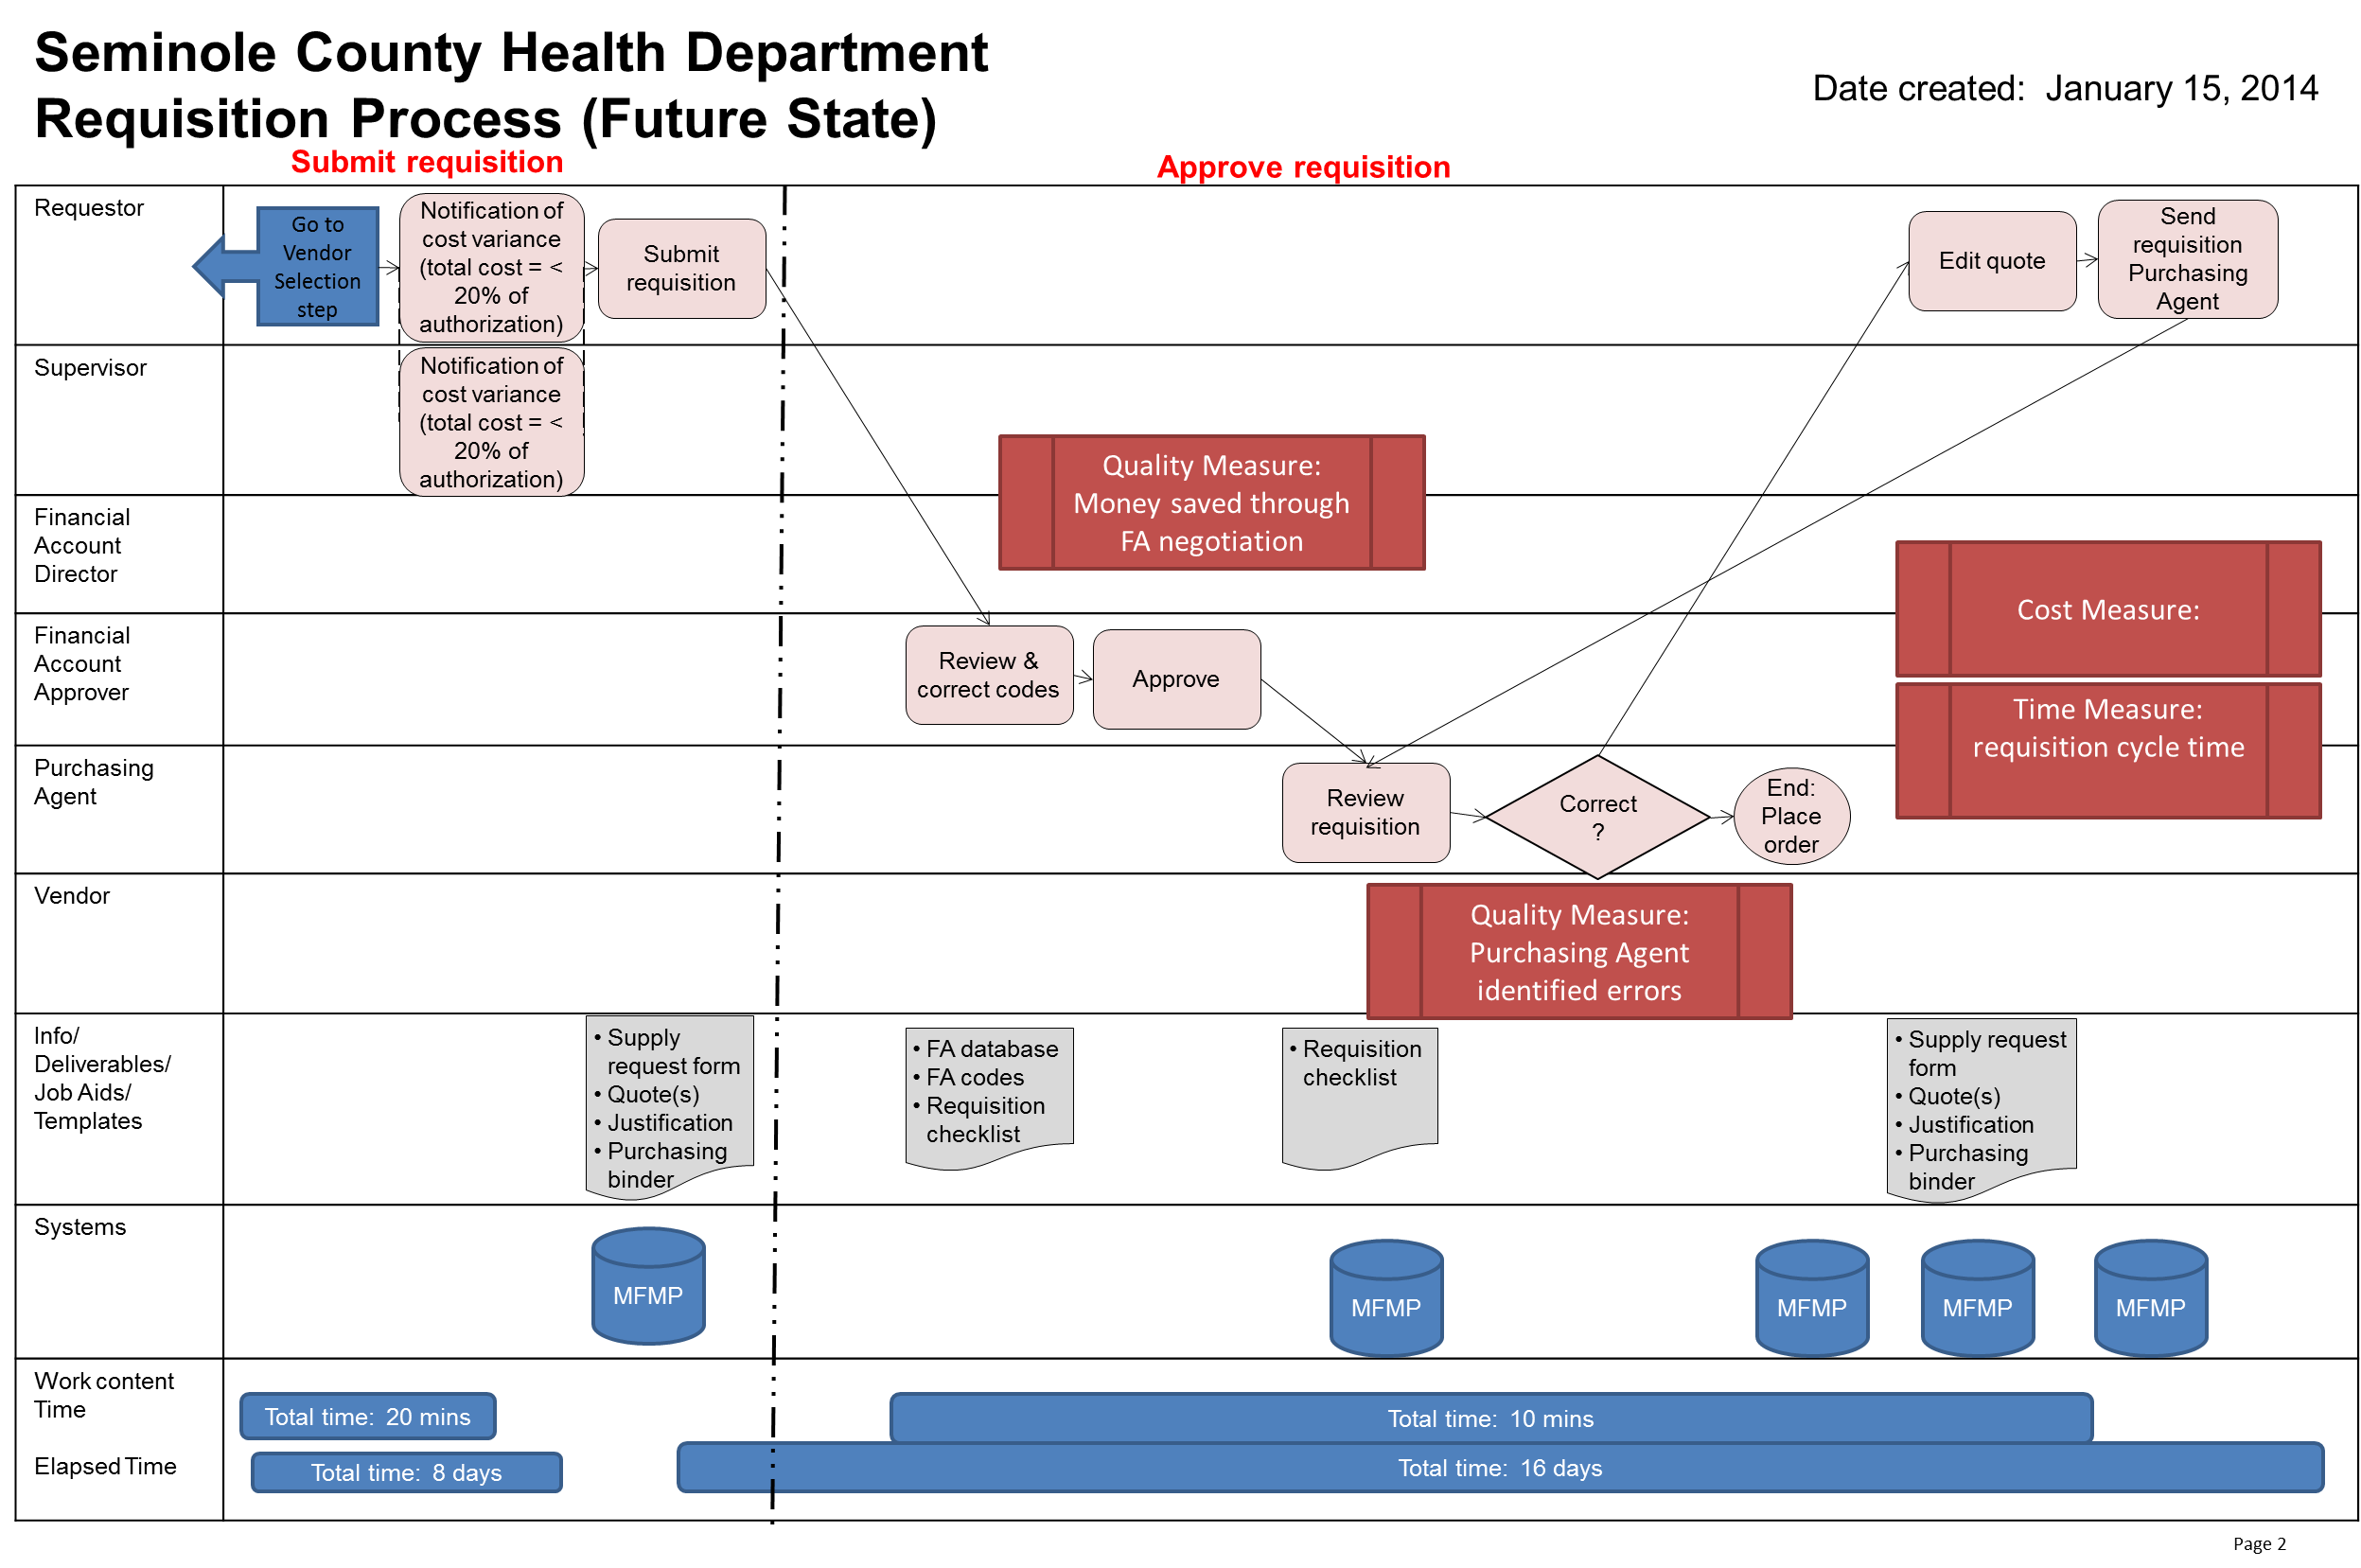 Seminole County Health Department
Requisition Process (Future State)
Date created: January 15, 2014
Submit requisition
Approve requisition
Requestor
Go to
Vendor
Selection
step
Notification of
cost variance
(total cost = <
20% of
authorization)
Submit
requisition
Edit quote
Send
requisition
Purchasing
Agent
Supervisor
Notification of
cost variance
(total cost = <
20% of
authorization)
Quality Measure:
Money saved through
FA negotiation
Financial
Account
Director
Cost Measure:
Financial
Account
Approver
Review &
correct codes
Approve
Time Measure:
requisition cycle time
Purchasing
Agent
Review
requisition
Correct
?
End:
Place
order
Vendor
Quality Measure:
Purchasing Agent
identified errors
Info/
Deliverables/
Job Aids/
Templates
• Supply
request form
• Quote(s)
• Justification
• Purchasing
binder
• FA database
• FA codes
• Requisition
checklist
• Requisition
checklist
• Supply request
form
• Quote(s)
• Justification
• Purchasing
binder
Systems
MFMP
MFMP
MFMP
MFMP
MFMP
Work content
Time
Total time: 20 mins
Total time: 10 mins
Elapsed Time
Total time: 8 days
Total time: 16 days
Page 2